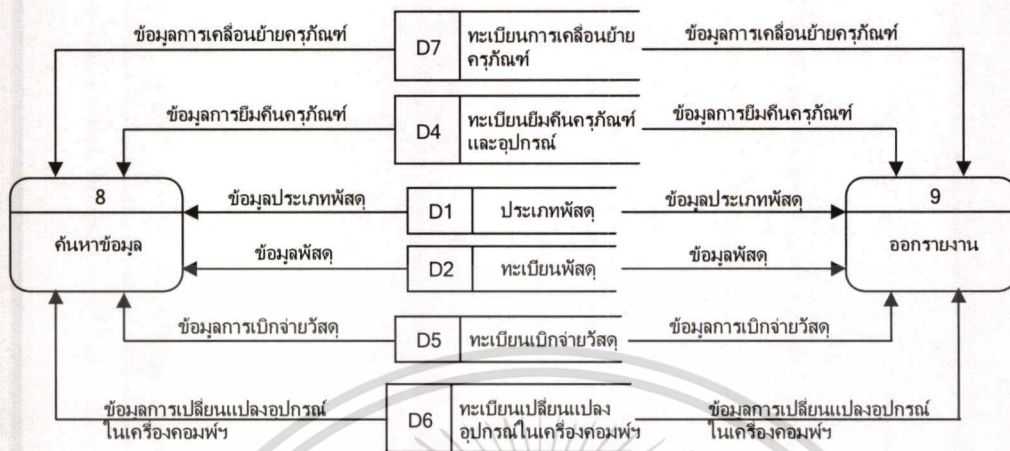 ข้อมูลการเคลื่อนย้ายครุภัณฑ์
D7
ทะเบียนการเคลื่อนย้าย
ครุภัณฑ์
ข้อมูลการเคลื่อนย้ายครุภัณฑ์
ข้อมูลการยืมคืนครุภัณฑ์
D4
ทะเบียนยืมคืนครุภัณฑ์
และอุปกรณ์
ข้อมูลการยืมคืนครุภัณฑ์
8
ค้นหาข้อมูล
ข้อมูลประเภทพัสดุ
D1
ประเภทพัสดุ
ข้อมูลประเภทพัสดุ
9
ออกรายงาน
ข้อมูลพัสดุ
D2
ทะเบียนพัสดุ
ข้อมูลพัสดุ
ข้อมูลการเบิกจ่ายวัสดุ
D5
ทะเบียนเบิกจ่ายวัสดุ
ข้อมูลการเบิกจ่ายวัสดุ
ข้อมูลการเปลี่ยนแปลงอุปกรณ์
ในเครื่องคอมพ์ฯ
D6
ทะเบียนเปลี่ยนแปลง
อุปกรณ์ในเครื่องคอมพ์ฯ
ข้อมูลการเปลี่ยนแปลงอุปกรณ์
ในเครื่องคอมพ์ฯ